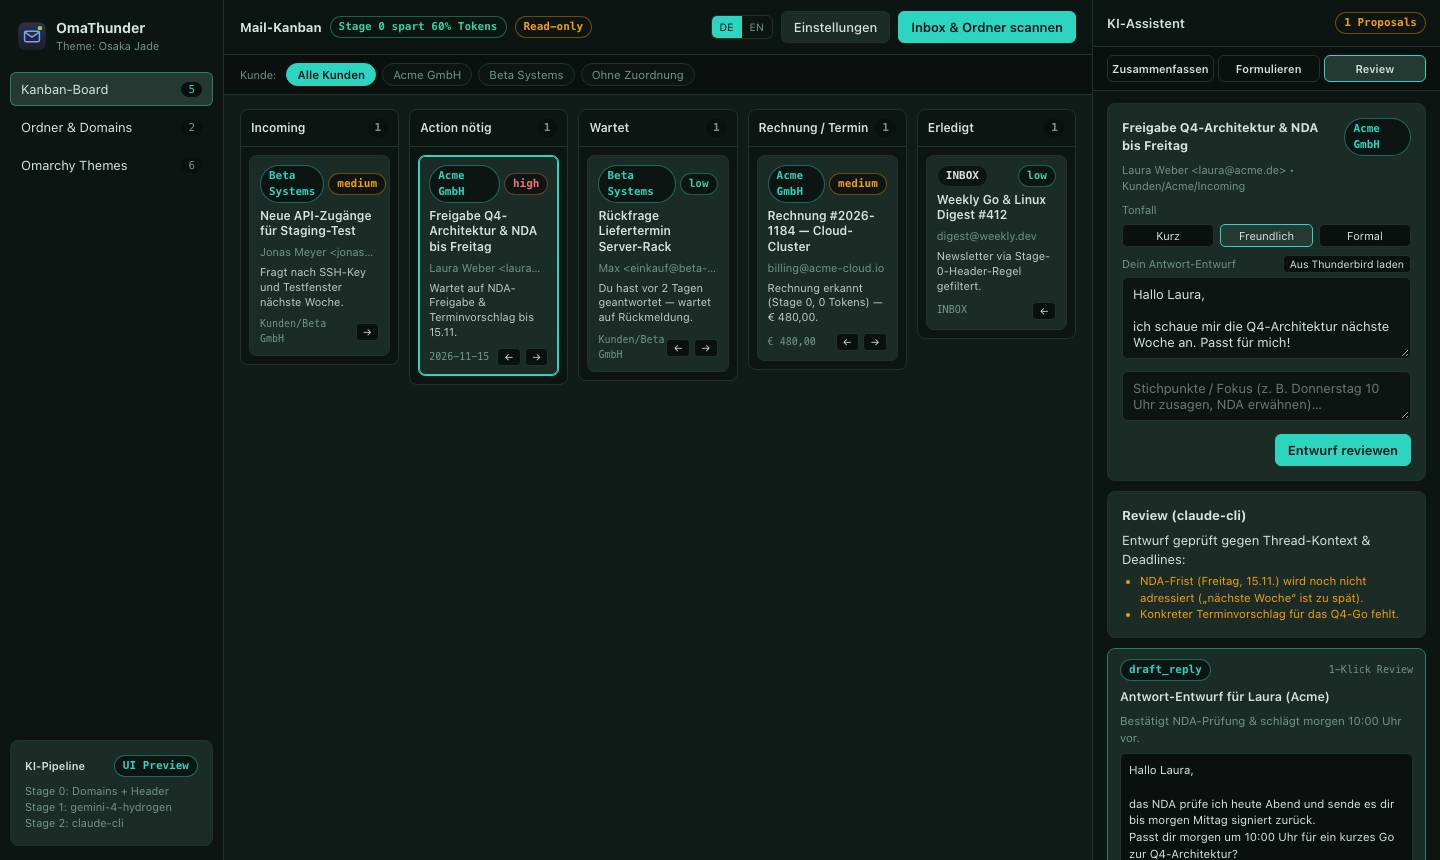 OmaThunder
Theme: Osaka Jade
Kanban-Board 5
Ordner & Domains 2
Omarchy Themes 6
KI-Pipeline UI Preview
Stage 0: Domains + Header
Stage 1: gemini-4-hydrogen
Stage 2: claude-cli
Mail-Kanban Stage 0 spart 60% Tokens Read-only DE EN Einstellungen Inbox & Ordner scannen
Kunde: Alle Kunden Acme GmbH Beta Systems Ohne Zuordnung
Incoming 1
Beta
Systems
medium
Neue API-Zugänge
für Staging-Test
Jonas Meyer <jonas...
Fragt nach SSH-Key
und Testfenster
nächste Woche.
Kunden/Beta
GmbH
→
Action nötig 1
Acme
GmbH
high
Freigabe Q4-
Architektur & NDA
bis Freitag
Laura Weber <laura...
Wartet auf NDA-
Freigabe &
Terminvorschlag bis
15.11.
2026-11-15 ← →
Wartet 1
Beta
Systems
low
Rückfrage
Liefertermin
Server-Rack
Max <einkauf@beta-...
Du hast vor 2 Tagen
geantwortet — wartet
auf Rückmeldung.
Kunden/Beta
GmbH
← →
Rechnung / Termin 1
Acme
GmbH
medium
Rechnung #2026-
1184 — Cloud-
Cluster
billing@acme-cloud.io
Rechnung erkannt
(Stage 0, 0 Tokens) —
€ 480,00.
€ 480,00 ← →
Erledigt 1
INBOX low
Weekly Go & Linux
Digest #412
digest@weekly.dev
Newsletter via Stage-
0-Header-Regel
gefiltert.
INBOX ←
KI-Assistent 1 Proposals
Zusammenfassen Formulieren Review
Freigabe Q4-Architektur & NDA
bis Freitag
Acme
GmbH
Laura Weber <laura@acme.de> •
Kunden/Acme/Incoming
Tonfall
Kurz Freundlich Formal
Dein Antwort-Entwurf Aus Thunderbird laden
Hallo Laura,
ich schaue mir die Q4-Architektur nächste
Woche an. Passt für mich!
Stichpunkte / Fokus (z. B. Donnerstag 10
Uhr zusagen, NDA erwähnen)...
Entwurf reviewen
Review (claude-cli)
Entwurf geprüft gegen Thread-Kontext &
Deadlines:
• NDA-Frist (Freitag, 15.11.) wird noch nicht
adressiert („nächste Woche“ ist zu spät).
• Konkreter Terminvorschlag für das Q4-Go fehlt.
draft_reply 1-Klick Review
Antwort-Entwurf für Laura (Acme)
Bestätigt NDA-Prüfung & schlägt morgen 10:00 Uhr
vor.
Hallo Laura,
das NDA prüfe ich heute Abend und sende es dir
bis morgen Mittag signiert zurück.
Passt dir morgen um 10:00 Uhr für ein kurzes Go
zur Q4-Architektur?